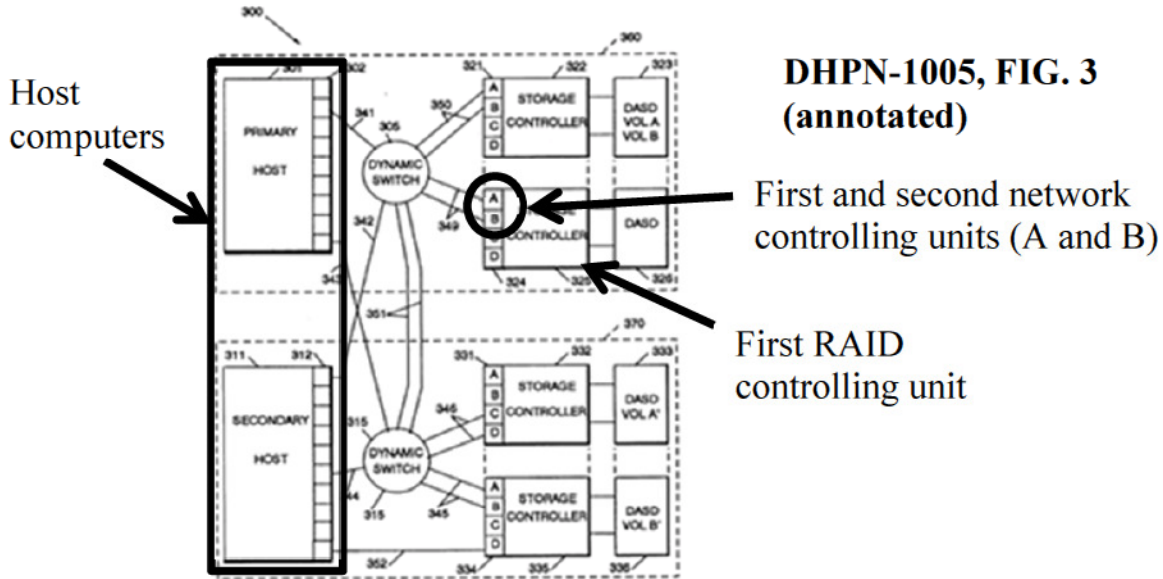 300
360
DHPN-1005, FIG. 3
(annotated)
Host
computers
301
302
321
322
323
PRIMARY
HOST
341
305
350
A
B
C
D
STORAGE
CONTROLLER
DASD
VOL A
VOL B
DYNAMIC
SWITCH
First and second network
controlling units (A and B)
342
349
A
B
D
CONTROLLER
DASD
324
325
326
351
First RAID
controlling unit
370
311
312
331
332
333
SECONDARY
HOST
A
B
C
D
STORAGE
CONTROLLER
DASD
VOL A'
315
346
DYNAMIC
SWITCH
315
345
A
B
C
D
STORAGE
CONTROLLER
DASD
VOL B'
352
334
335
336